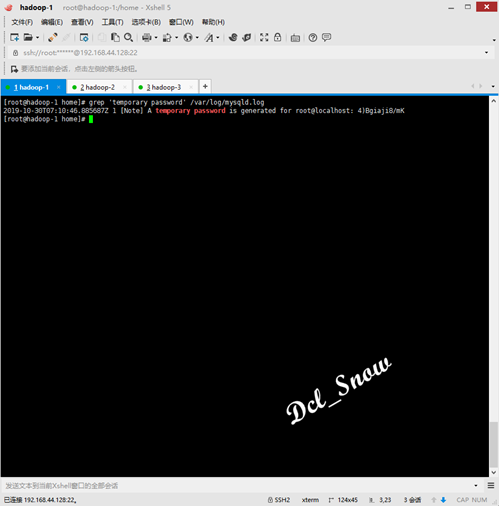 hadoop-1 root@hadoop-1:/home - Xshell 5
文件(F) 编辑(E) 查看(V) 工具(T) 选项卡(B) 窗口(W) 帮助(H)
ssh://root:******@192.168.44.128:22
要添加当前会话，点击左侧的箭头按钮。
1 hadoop-1 2 hadoop-2 3 hadoop-3 +
[root@hadoop-1 home]# grep 'temporary password' /var/log/mysqld.log
2019-10-30T07:10:46.885687Z 1 [Note] A temporary password is generated for root@localhost: 4)Bgiaji8/mK
[root@hadoop-1 home]#
Dcl_Snow
发送文本到当前Xshell窗口的全部会话
已连接 192.168.44.128:22。 SSH2 xterm 124x45 3,23 3 会话 CAP NUM